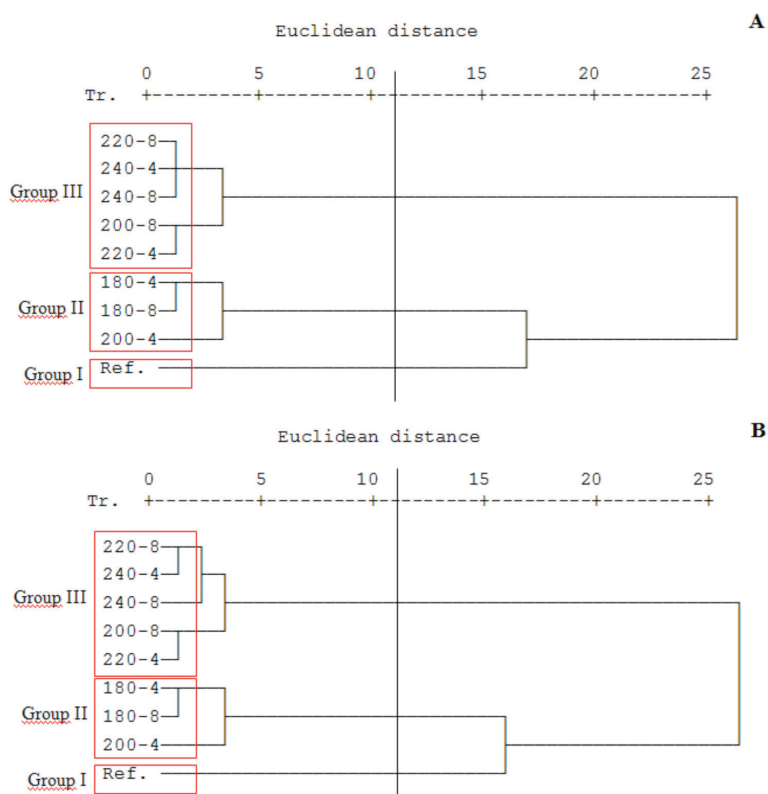 A
Euclidean distance
0 5 10 15 20 25
Tr.
220-8
240-4
Group III 240-8
200-8
220-4
180-4
Group II 180-8
200-4
Group I Ref.
B
Euclidean distance
0 5 10 15 20 25
Tr.
220-8
240-4
Group III 240-8
200-8
220-4
180-4
Group II 180-8
200-4
Group I Ref.